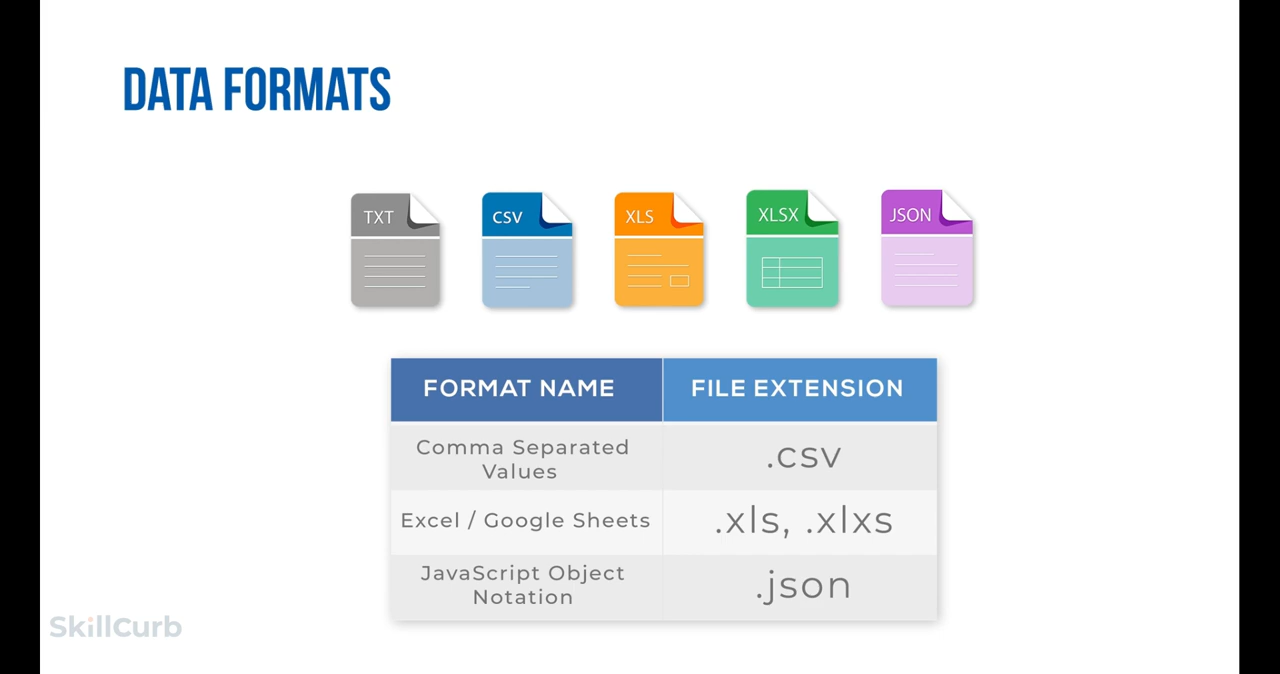 DATA FORMATS
TXT
CSV
XLS
XLSX
JSON
FORMAT NAME
FILE EXTENSION
Comma Separated
Values
.csv
Excel / Google Sheets
.xls, .xlxs
JavaScript Object
Notation
.json
SkillCurb